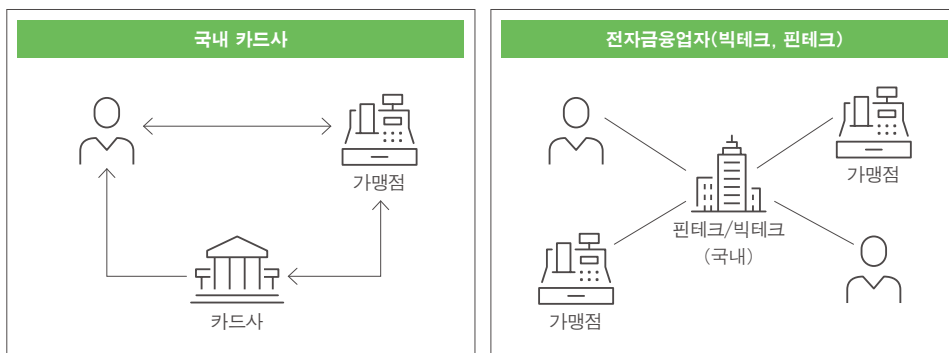 국내 카드사
가맹점
카드사
전자금융업자(빅테크, 핀테크)
가맹점
핀테크/빅테크
(국내)
가맹점